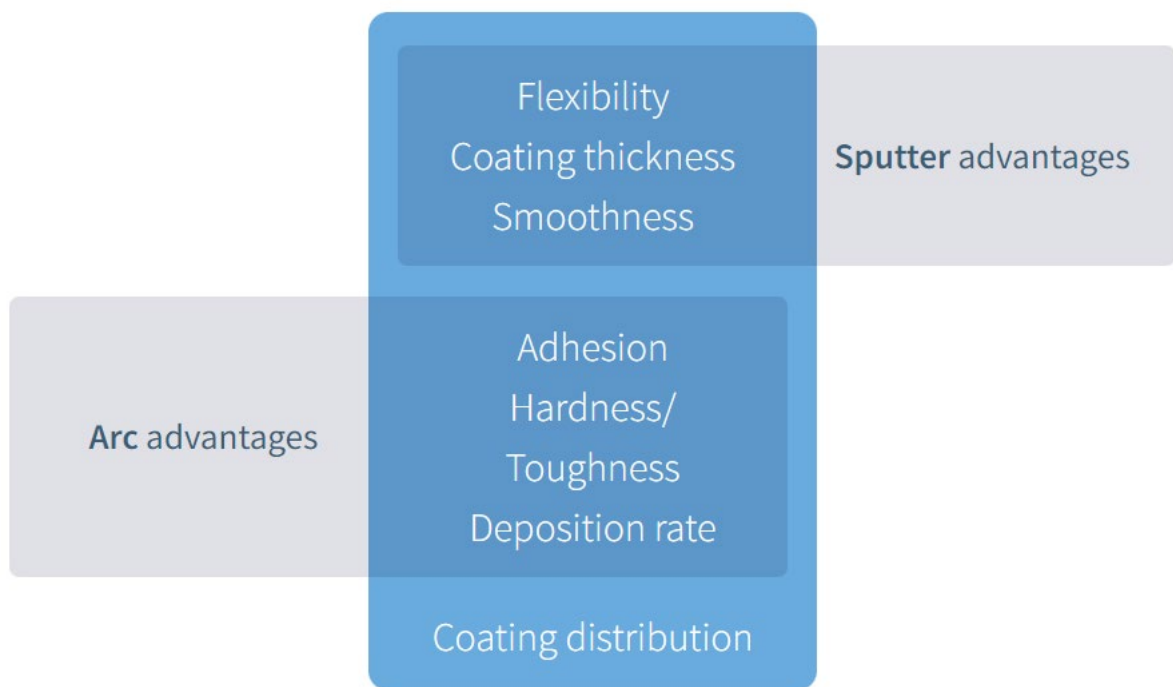 Flexibility
Coating thickness
Smoothness
Sputter advantages
Arc advantages
Adhesion
Hardness/
Toughness
Deposition rate
Coating distribution